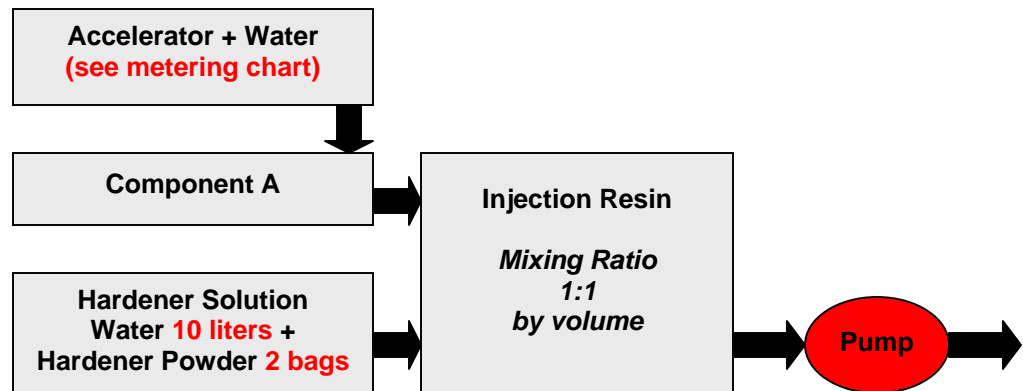 Accelerator + Water
(see metering chart)
Component A
Hardener Solution
Water 10 liters +
Hardener Powder 2 bags
Injection Resin
Mixing Ratio
1:1
by volume
Pump